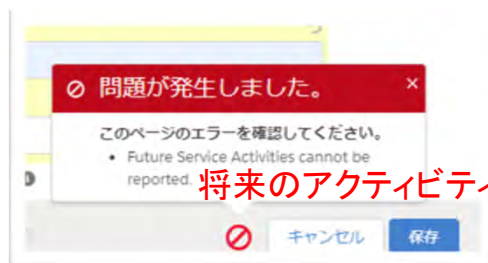 問題が発生しました。 ×
このページのエラーを確認してください。
• Future Service Activities cannot be
reported.
将来のアクティビティ
キャンセル 保存